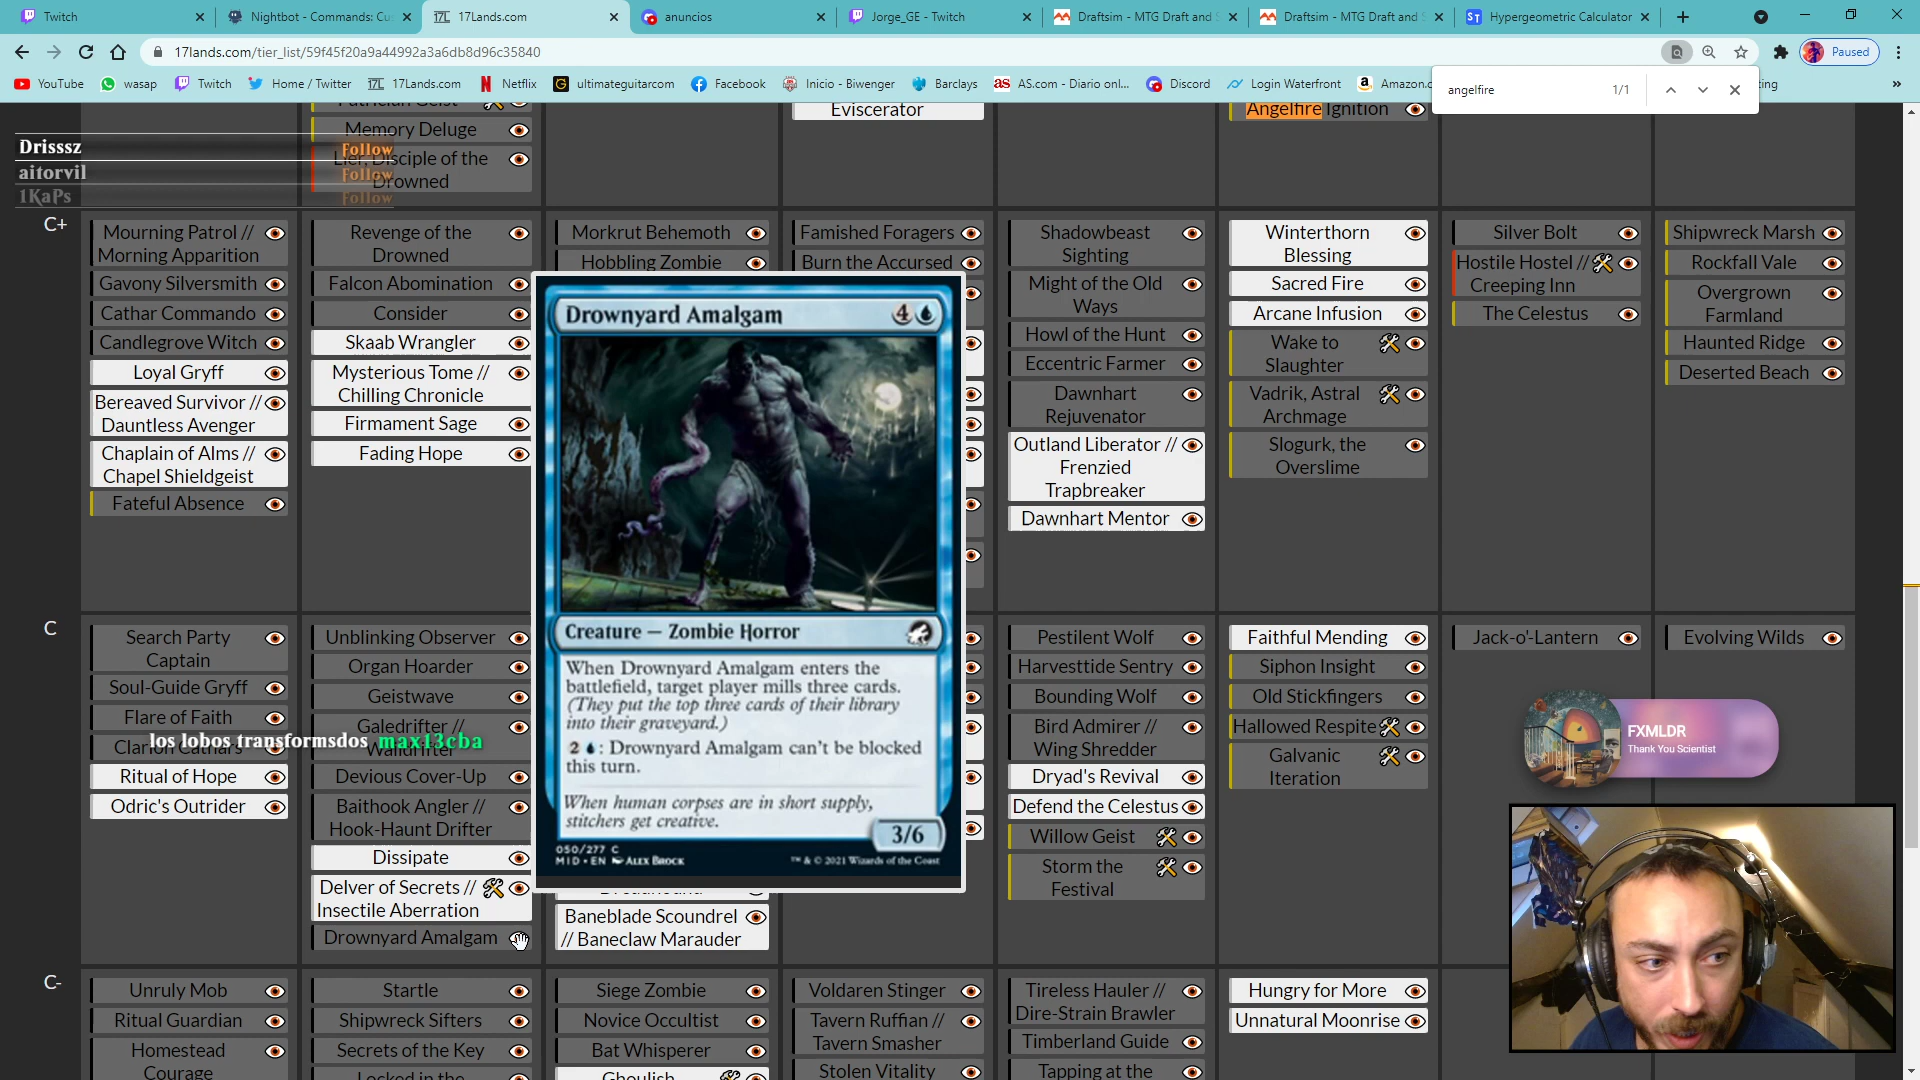 Twitch
Nightbot - Commands: Cu
17Lands.com
anuncios
Jorge_GE - Twitch
Draftsim - MTG Draft and
Draftsim - MTG Draft and
Hypergeometric Calculator
17lands.com/tier_list/59f45f20a9a44992a3a6db8d96c35840
Paused
YouTube
wasap
Twitch
Home / Twitter
17Lands.com
Netflix
ultimateguitarcom
Facebook
Inicio - Biwenger
Barclays
AS.com - Diario onl...
Discord
Login Waterfront
Amazon.c
angelfire
1/1
Memory Deluge
Disciple of the
Drowned
Eviscerator
Angelfire Ignition
Drisssz
Follow
aitorvil
Follow
1KaPs
Follow
C+
Mourning Patrol //
Morning Apparition
Gavony Silversmith
Cathar Commando
Candlegrove Witch
Loyal Gryff
Bereaved Survivor //
Dauntless Avenger
Chaplain of Alms //
Chapel Shieldgeist
Fateful Absence
Revenge of the
Drowned
Falcon Abomination
Consider
Skaab Wrangler
Mysterious Tome //
Chilling Chronicle
Firmament Sage
Fading Hope
Morkrut Behemoth
Hobbling Zombie
Famished Foragers
Burn the Accursed
Shadowbeast
Sighting
Might of the Old
Ways
Howl of the Hunt
Eccentric Farmer
Dawnhart
Rejuvenator
Outland Liberator //
Frenzied
Trapbreaker
Dawnhart Mentor
Winterthorn
Blessing
Sacred Fire
Arcane Infusion
Wake to
Slaughter
Vadrik, Astral
Archmage
Slogurk, the
Overslime
Silver Bolt
Hostile Hostel //
Creeping Inn
The Celestus
Shipwreck Marsh
Rockfall Vale
Overgrown
Farmland
Haunted Ridge
Deserted Beach
Drownyard Amalgam
4
Creature — Zombie Horror
When Drownyard Amalgam enters the
battlefield, target player mills three cards.
(They put the top three cards of their library
into their graveyard.)
2 : Drownyard Amalgam can't be blocked
this turn.
When human corpses are in short supply,
stitchers get creative.
3/6
050/277 C
MID • EN ALEX BROCK
™ & © 2021 Wizards of the Coast
C
Search Party
Captain
Soul-Guide Gryff
Flare of Faith
Ritual of Hope
Odric's Outrider
los lobos transformsdos max13cba
Unblinking Observer
Organ Hoarder
Geistwave
Galedrifter //
Devious Cover-Up
Baithook Angler //
Hook-Haunt Drifter
Dissipate
Delver of Secrets //
Insectile Aberration
Drownyard Amalgam
Baneblade Scoundrel
// Baneclaw Marauder
Pestilent Wolf
Harvesttide Sentry
Bounding Wolf
Bird Admirer //
Wing Shredder
Dryad's Revival
Defend the Celestus
Willow Geist
Storm the
Festival
Faithful Mending
Siphon Insight
Old Stickfingers
Hallowed Respite
Galvanic
Iteration
Jack-o'-Lantern
Evolving Wilds
FXMLDR
Thank You Scientist
C-
Unruly Mob
Ritual Guardian
Homestead
Courage
Startle
Shipwreck Sifters
Secrets of the Key
Locked in the
Siege Zombie
Novice Occultist
Bat Whisperer
Ghoulish
Voldaren Stinger
Tavern Ruffian //
Tavern Smasher
Stolen Vitality
Tireless Hauler //
Dire-Strain Brawler
Timberland Guide
Tapping at the
Hungry for More
Unnatural Moonrise